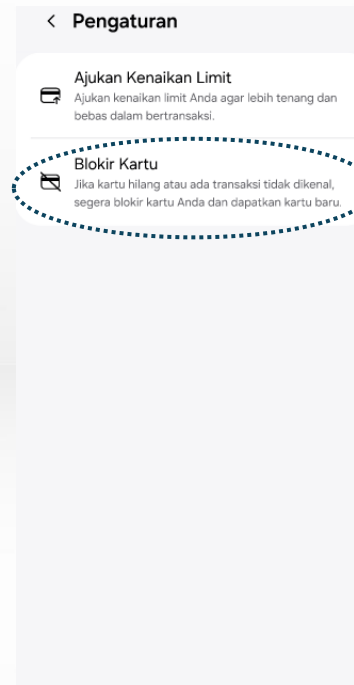 Pengaturan
Ajukan Kenaikan Limit
Ajukan kenaikan limit Anda agar lebih tenang dan
bebas dalam bertransaksi.
Blokir Kartu
Jika kartu hilang atau ada transaksi tidak dikenal,
segera blokir kartu Anda dan dapatkan kartu baru.